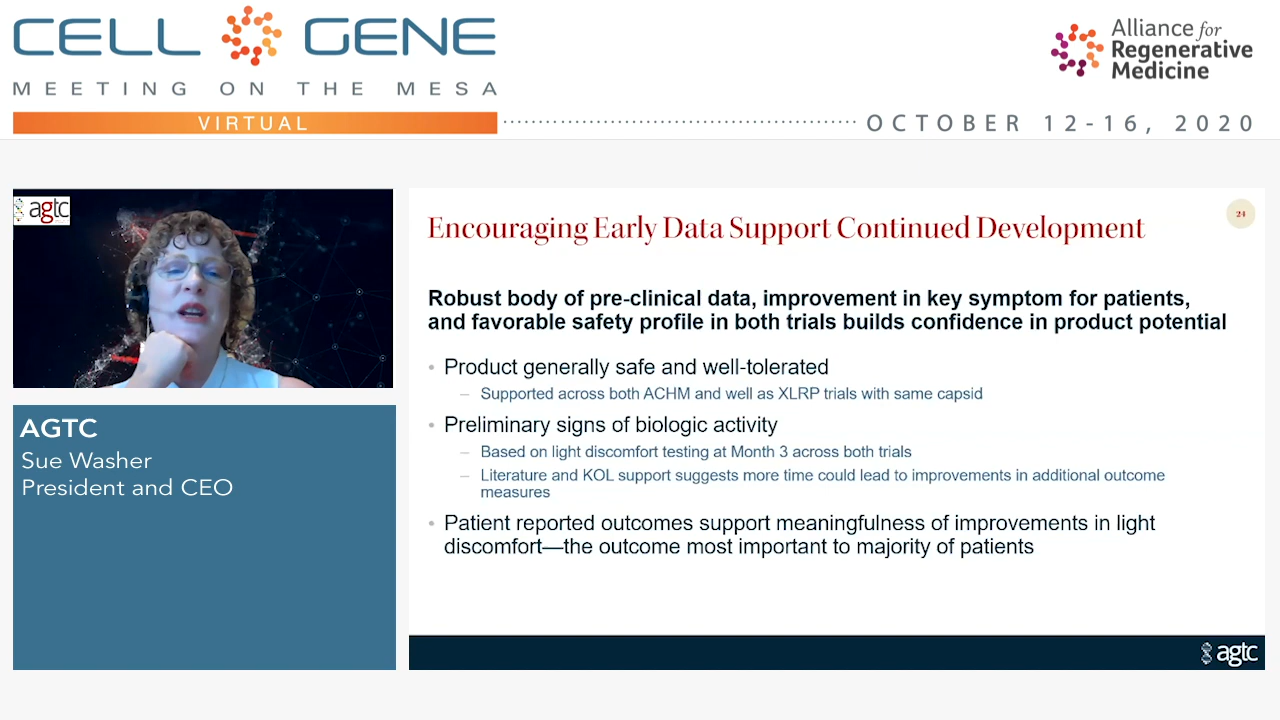 CELL GENE
MEETING ON THE MESA
VIRTUAL
Alliance for
Regenerative
Medicine
OCTOBER 12-16, 2020
agtc
AGTC
Sue Washer
President and CEO
24
Encouraging Early Data Support Continued Development
Robust body of pre-clinical data, improvement in key symptom for patients,
and favorable safety profile in both trials builds confidence in product potential
• Product generally safe and well-tolerated
– Supported across both ACHM and well as XLRP trials with same capsid
• Preliminary signs of biologic activity
– Based on light discomfort testing at Month 3 across both trials
– Literature and KOL support suggests more time could lead to improvements in additional outcome
measures
• Patient reported outcomes support meaningfulness of improvements in light
discomfort—the outcome most important to majority of patients
agtc